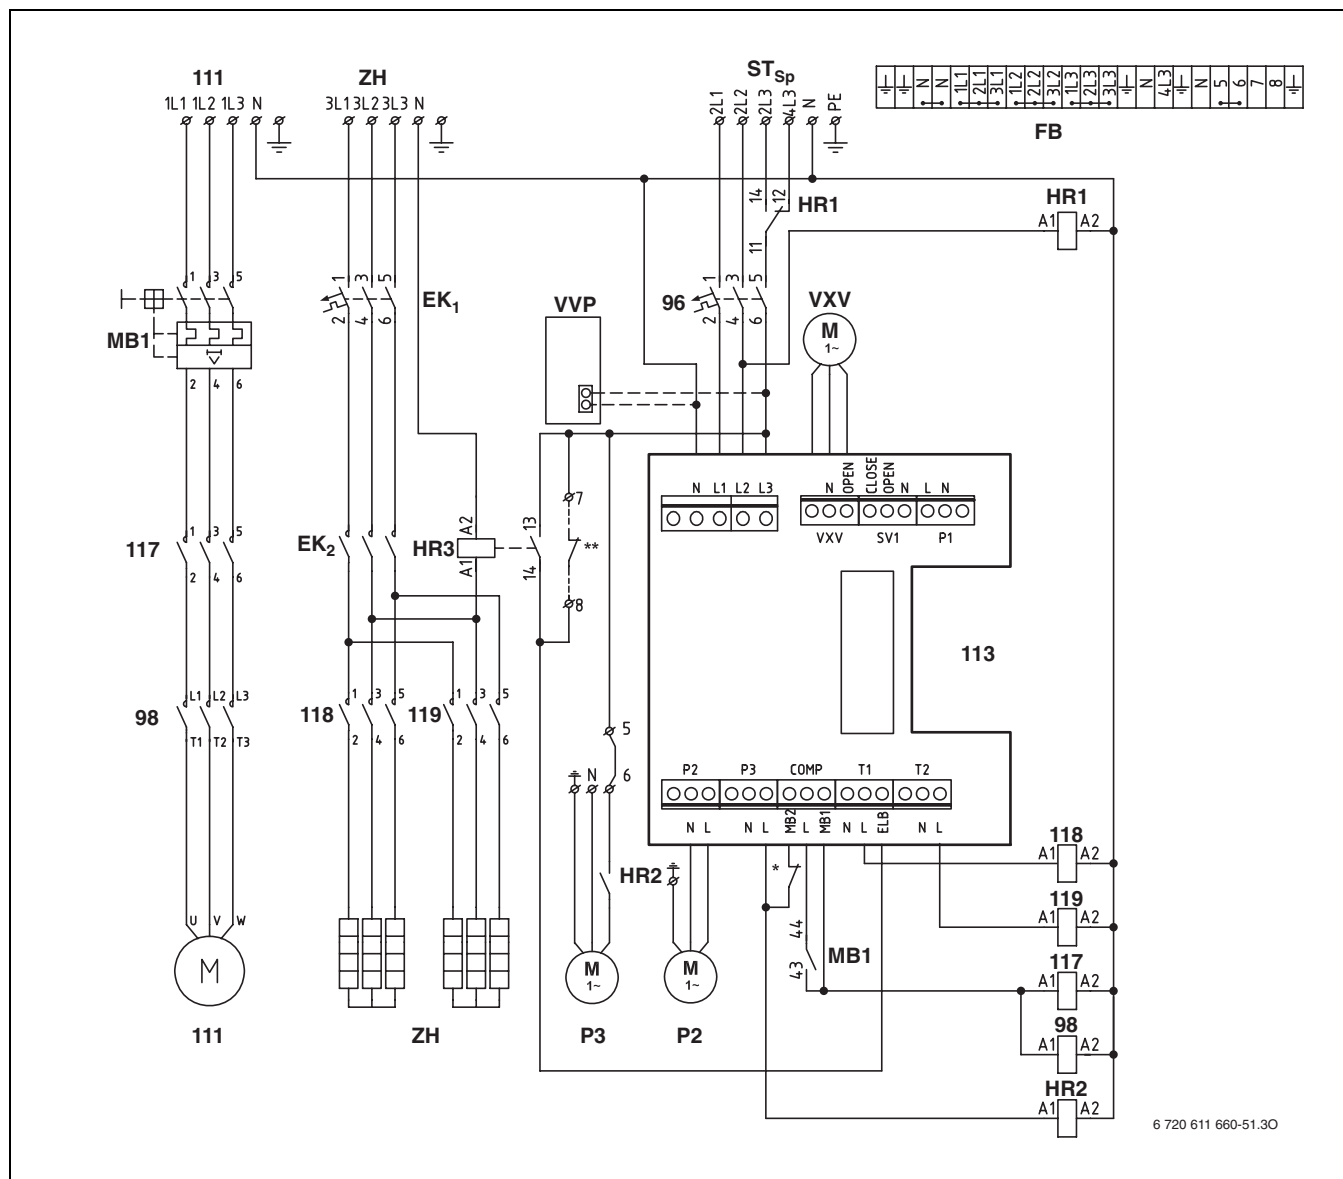 111 ZH ST Sp
1L1 1L2 1L3 N 3L1 3L2 3L3 N 2L1 2L2 2L3 4L3 N PE
N N 1L1 2L1 3L1 1L2 2L2 3L2 1L3 2L3 3L3 N 4L3 N 5 6 7 8
FB
14 12 HR1
11
HR1
A1 A2
1 3 5
MB1
2 4 6
1 3 5
EK1
2 4 6
VVP
1 3 5
96
2 4 6
VXV
M
1~
N L1 L2 L3
N OPEN CLOSE OPEN N L N
VXV SV1 P1
7
**
8
13
14
A2
HR3
A1
1 3 5
117
2 4 6
EK2
113
L1 L2 L3
98
T1 T2 T3
1 3 5
118
2 4 6
1 3 5
119
2 4 6
5
N 6
P2 P3 COMP T1 T2
N L N L MB2 L MB1 N L ELB N L
HR2
*
44
MB1
43
118
A1 A2
119
A1 A2
117
A1 A2
98
A1 A2
HR2
A1 A2
U V W
M
M
1~
M
1~
111 ZH P3 P2
6 720 611 660-51.3O